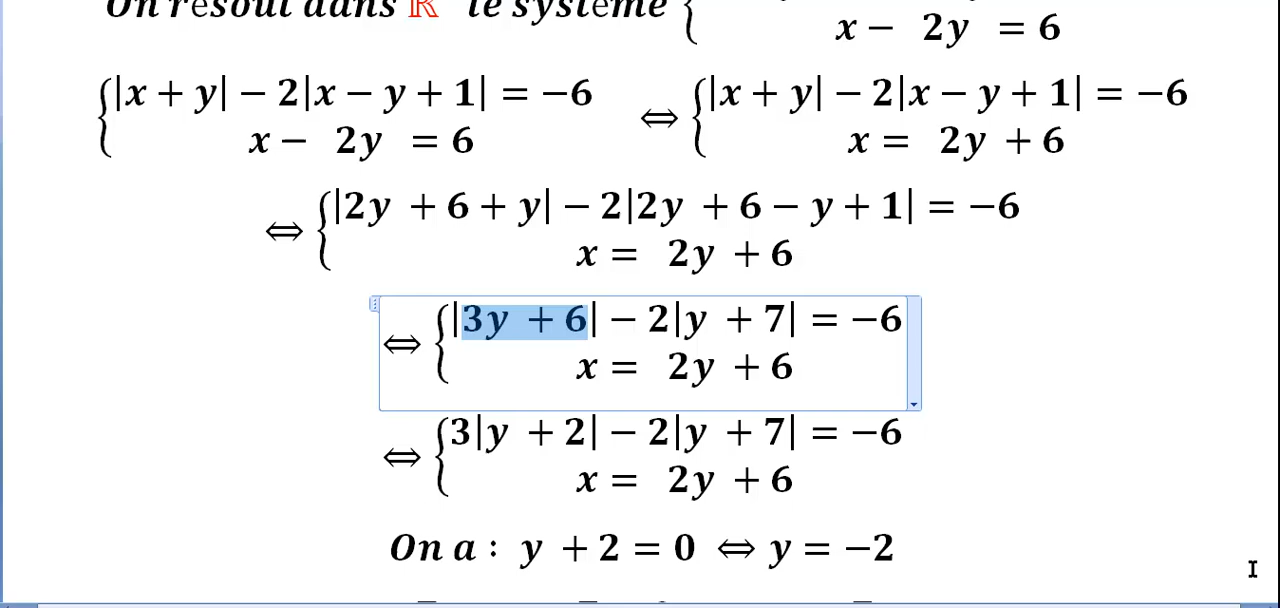 On résout dans ℝ le système {
x − 2y = 6
{|x + y| − 2|x − y + 1| = −6 ⇔ {|x + y| − 2|x − y + 1| = −6
x − 2y = 6 x = 2y + 6
⇔ {|2y + 6 + y| − 2|2y + 6 − y + 1| = −6
x = 2y + 6
⇔ {|3y + 6| − 2|y + 7| = −6
x = 2y + 6
⇔ {3|y + 2| − 2|y + 7| = −6
x = 2y + 6
On a : y + 2 = 0 ⇔ y = −2